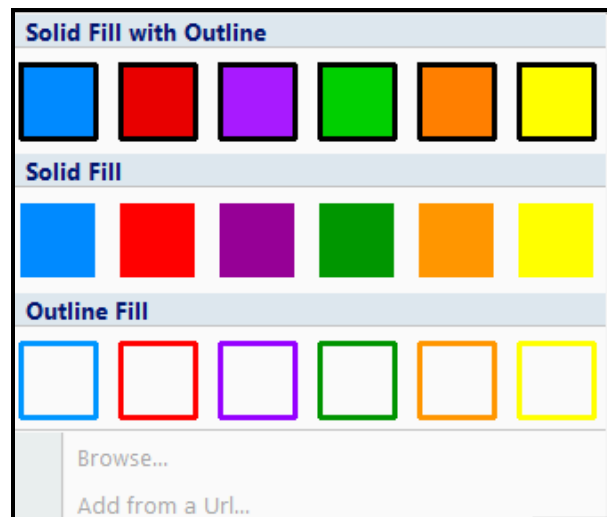 Solid Fill with Outline
Solid Fill
Outline Fill
Browse...
Add from a Url...